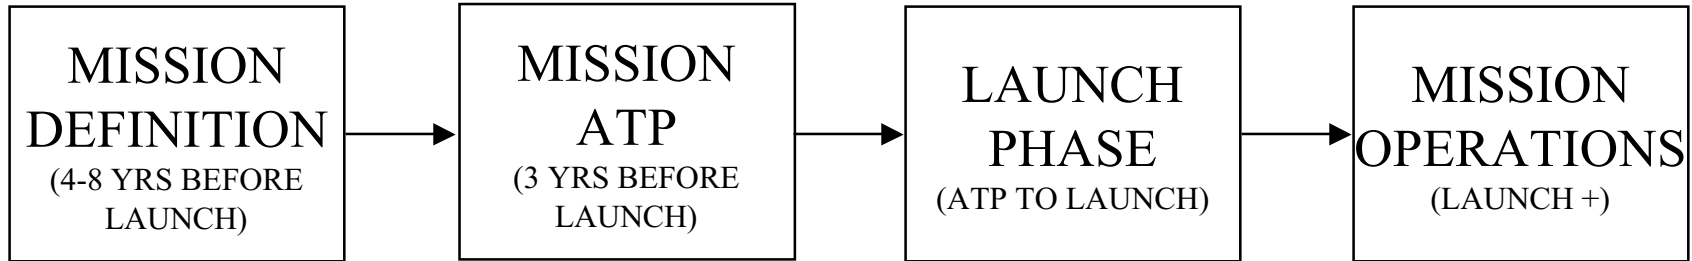 MISSION
DEFINITION
(4-8 YRS BEFORE
LAUNCH)
MISSION
ATP
(3 YRS BEFORE
LAUNCH)
LAUNCH
PHASE
(ATP TO LAUNCH)
MISSION
OPERATIONS
(LAUNCH +)